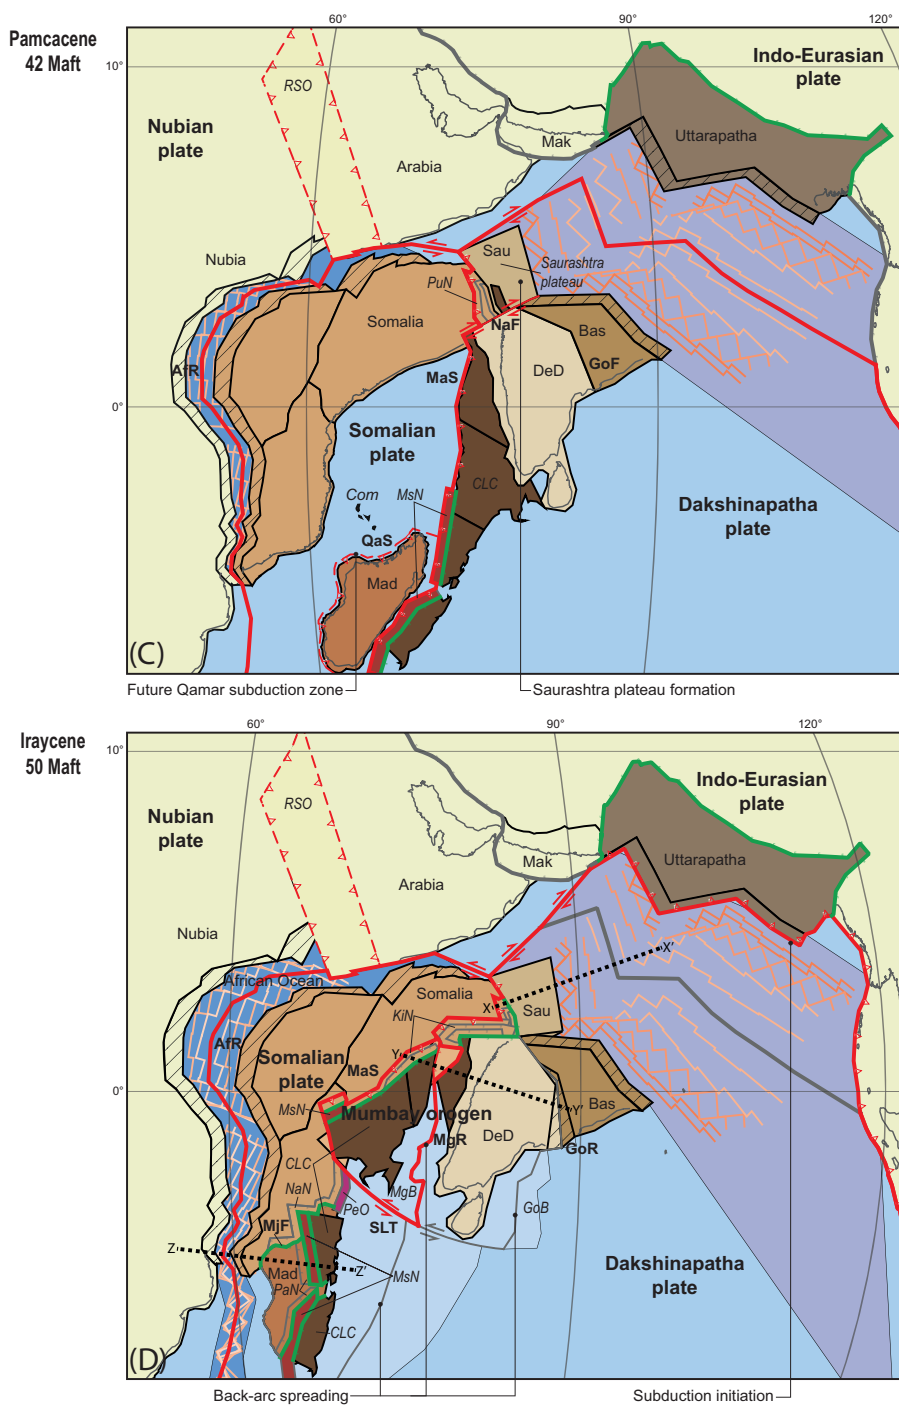 Pamcacene
42 Maft
60°
90°
120°
10°
0°
Indo-Eurasian
plate
RSO
Nubian
plate
Mak
Uttarapatha
Arabia
Nubia
Sau
Saurashtra
plateau
PuN
Somalia
NaF
Bas
AfR
MaS
DeD
GoF
Somalian
plate
CLC
Com
MsN
Dakshinapatha
plate
QaS
Mad
(C)
Future Qamar subduction zone
Saurashtra plateau formation
Iraycene
50 Maft
60°
90°
120°
10°
0°
Indo-Eurasian
plate
RSO
Nubian
plate
Mak
Uttarapatha
Arabia
Nubia
X'
African Ocean
Somalia
X
Sau
KiN
AfR
Somalian
plate
MaS
Y
MsN
Mumbay orogen
Bas
Y'
DeD
MgR
GoR
CLC
NaN
MgB
PeO
GoB
MjF
SLT
Z
Mad
Z'
MsN
Dakshinapatha
plate
PaN
CLC
(D)
Back-arc spreading
Subduction initiation